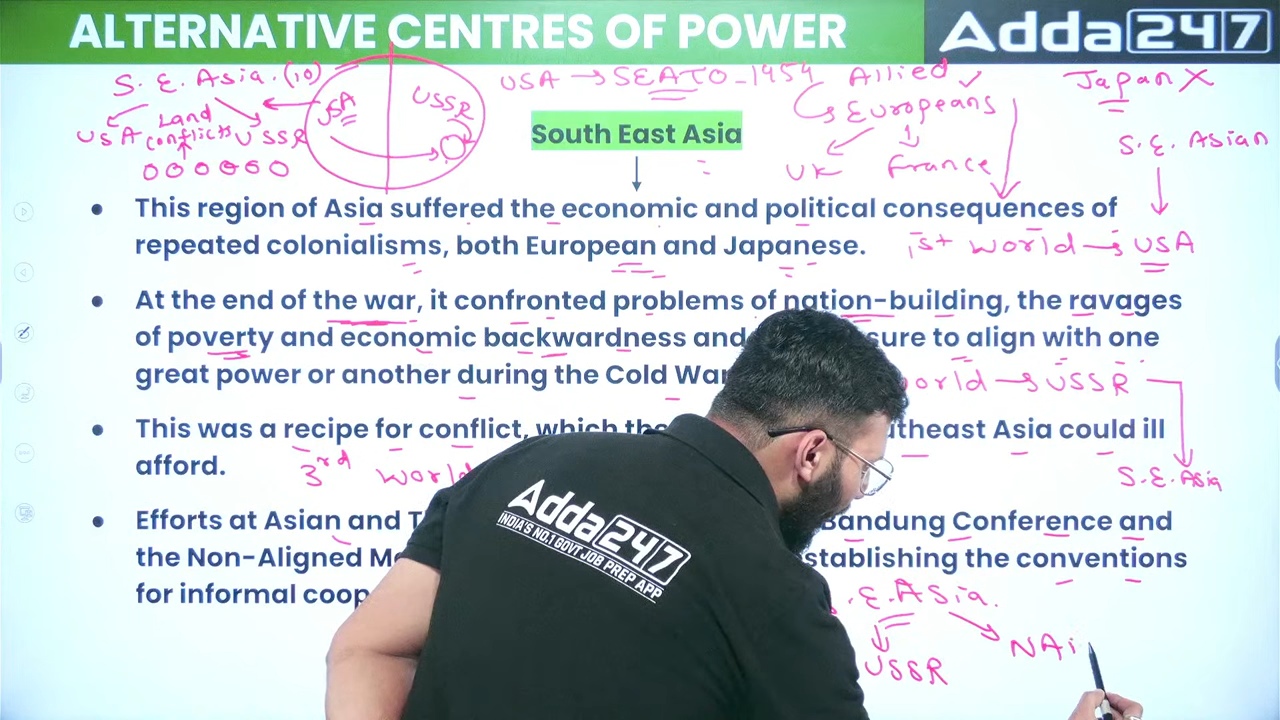 ALTERNATIVE CENTRES OF POWER
Adda247
S.E. Asia. (10)
USA
Land
conflicts
USSR
USA
USSR
USA → SEATO - 1954
Allied
Europeans
UK
France
Japan X
S.E. Asian
South East Asia
• This region of Asia suffered the economic and political consequences of
repeated colonialisms, both European and Japanese.
1st world → USA
• At the end of the war, it confronted problems of nation-building, the ravages
of poverty and economic backwardness and sure to align with one
great power or another during the Cold War
world → USSR
• This was a recipe for conflict, which Asia could ill
afford.
3rd world
S.E. Asia
• Efforts at Asian and Bandung Conference and
the Non-Aligned the conventions
for informal
S.E. Asia.
USSR
NAi
Adda247
INDIA'S NO.1 GOVT JOB PREP APP